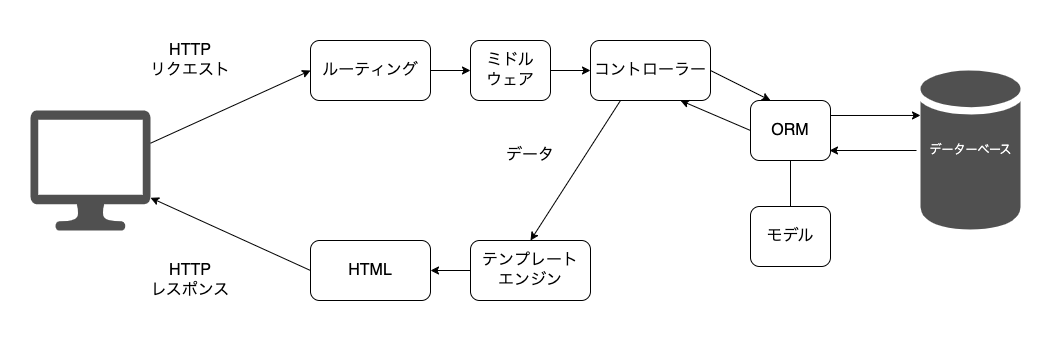 HTTP
リクエスト
ルーティング
ミドル
ウェア
コントローラー
ORM
データーベース
データ
モデル
テンプレート
エンジン
HTML
HTTP
レスポンス